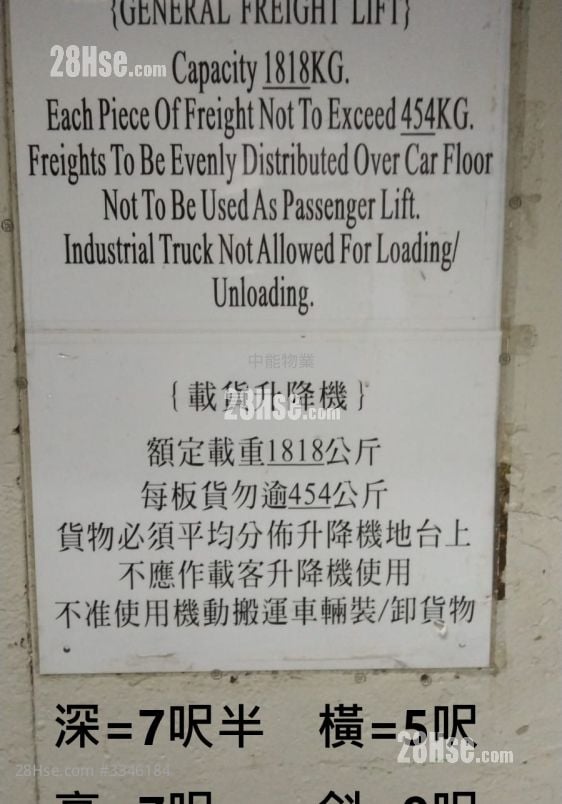 {GENERAL FREIGHT LIFT}
28Hse.com
Capacity 1818KG.
Each Piece Of Freight Not To Exceed 454KG.
Freights To Be Evenly Distributed Over Car Floor
Not To Be Used As Passenger Lift.
Industrial Truck Not Allowed For Loading/
Unloading.
中能物業
{載貨升降機}
28Hse.com
額定載重1818公斤
每板貨勿逾454公斤
貨物必須平均分佈升降機地台上
不應作載客升降機使用
不准使用機動搬運車輛裝/卸貨物
深=7呎半 橫=5呎
28Hse.com
28Hse.com #3346184